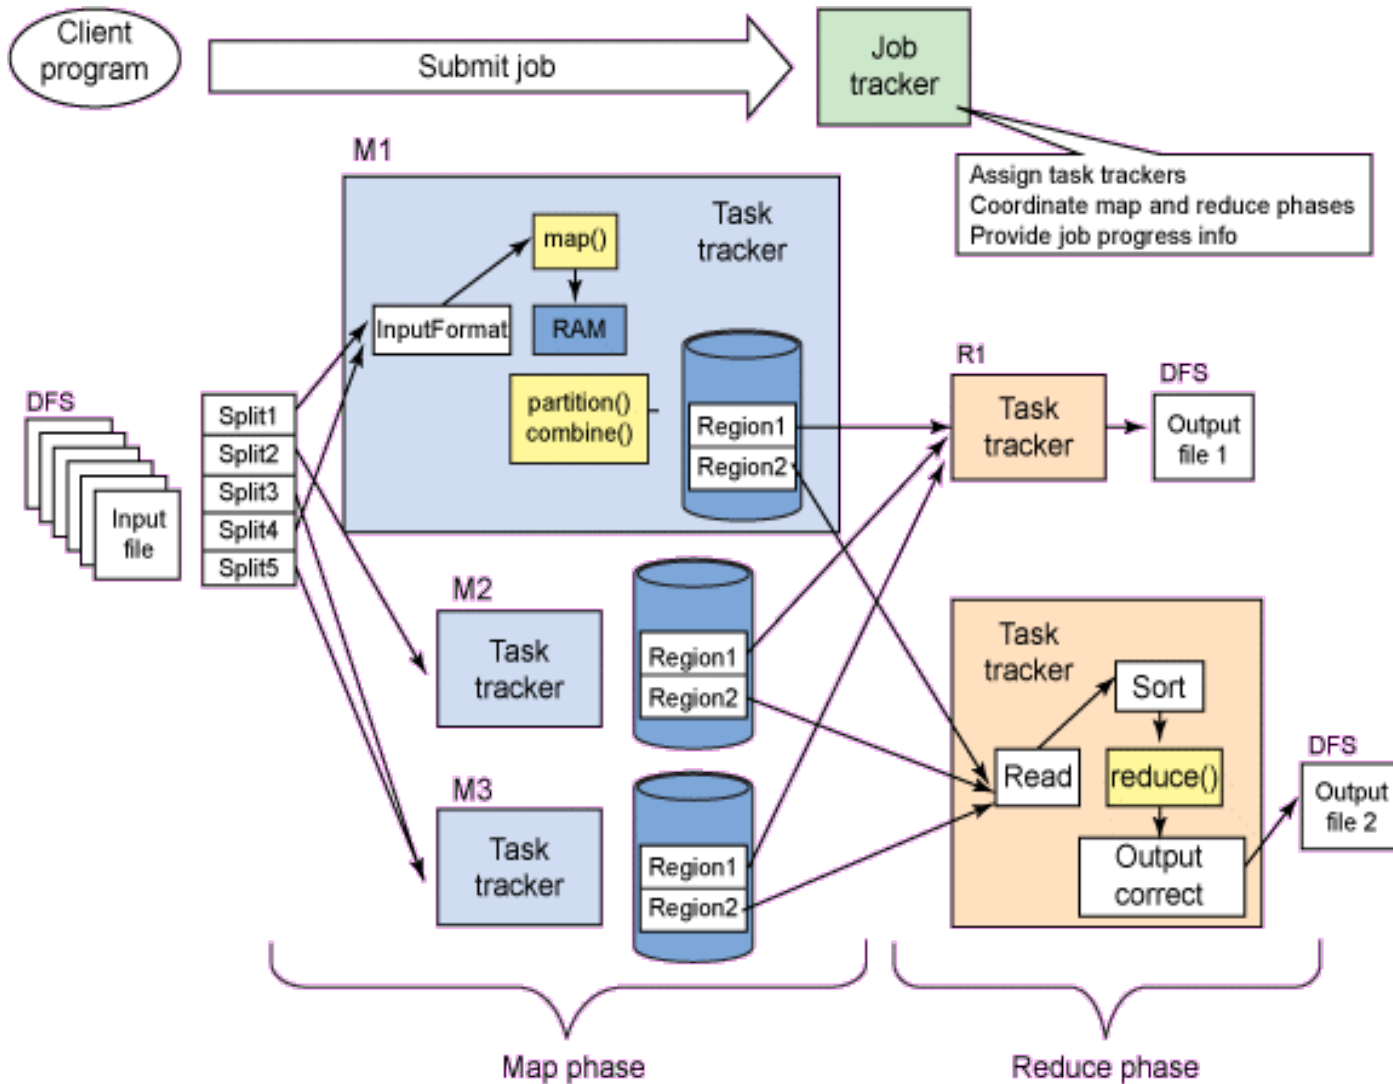 Client
program
Submit job
Job
tracker
Assign task trackers
Coordinate map and reduce phases
Provide job progress info
M1
Task
tracker
map()
InputFormat
RAM
partition()
combine()
Region1
Region2
DFS
Input
file
Split1
Split2
Split3
Split4
Split5
M2
Task
tracker
Region1
Region2
M3
Task
tracker
Region1
Region2
R1
Task
tracker
DFS
Output
file 1
Task
tracker
Sort
Read
reduce()
Output
correct
DFS
Output
file 2
Map phase
Reduce phase